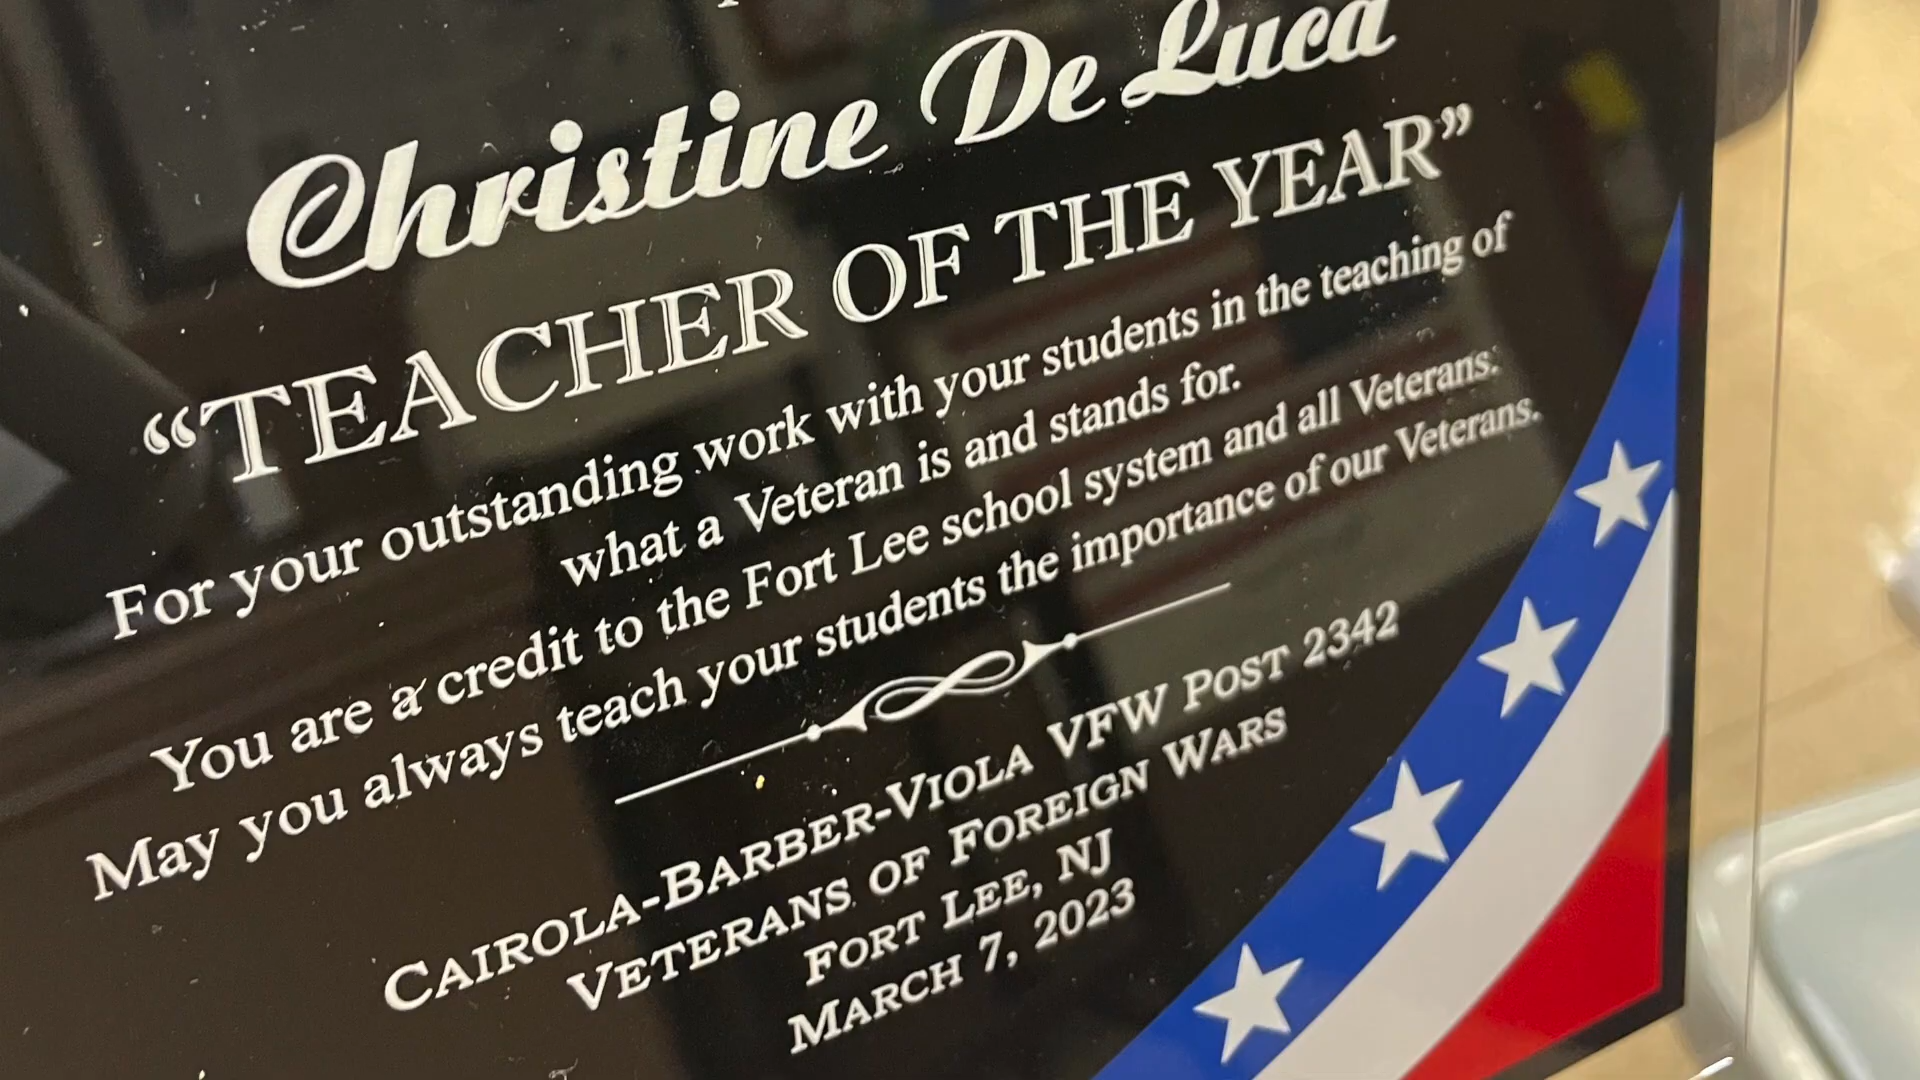 Christine De Luca
“TEACHER OF THE YEAR”
For your outstanding work with your students in the teaching of
what a Veteran is and stands for.
You are a credit to the Fort Lee school system and all Veterans.
May you always teach your students the importance of our Veterans.
CAIROLA-BARBER-VIOLA VFW POST 2342
VETERANS OF FOREIGN WARS
FORT LEE, NJ
MARCH 7, 2023